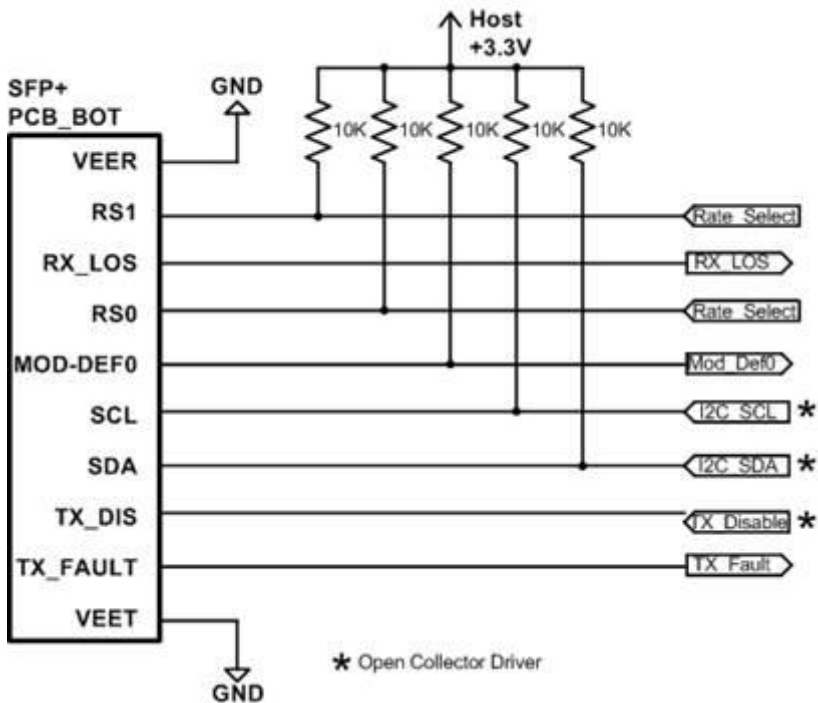 Host
+3.3V
SFP+
PCB_BOT
GND
10K
10K
10K
10K
10K
VEER
RS1
Rate_Select
RX_LOS
RX_LOS
RS0
Rate_Select
MOD-DEF0
Mod_Def0
SCL
I2C_SCL *
SDA
I2C_SDA *
TX_DIS
TX_Disable *
TX_FAULT
TX_Fault
VEET
* Open Collector Driver
GND